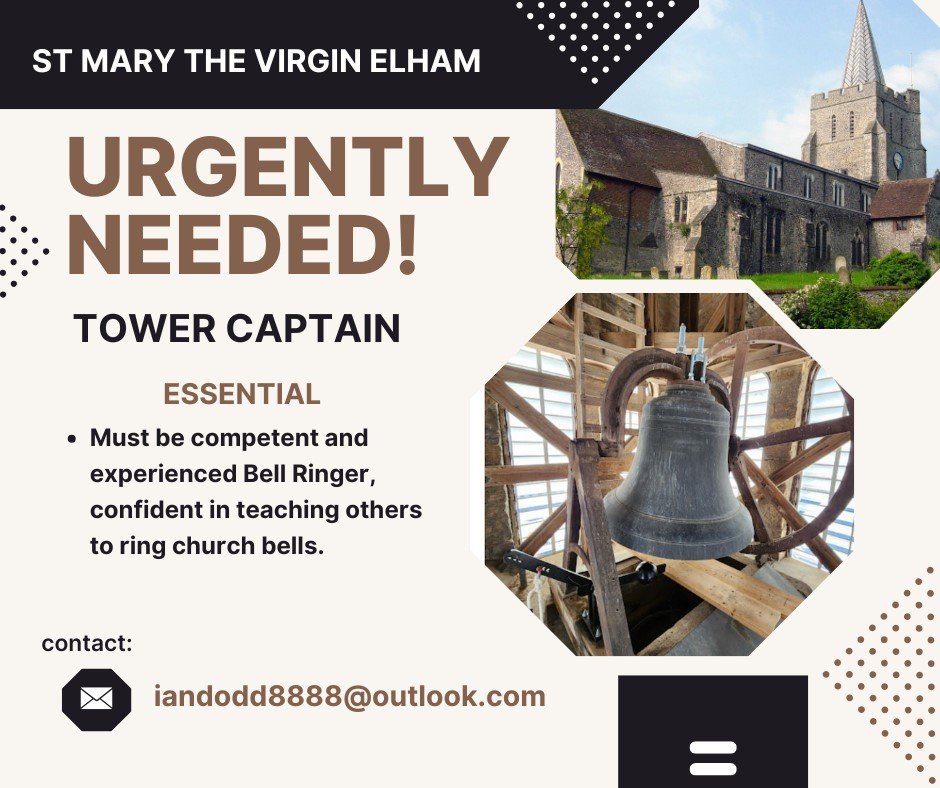 ST MARY THE VIRGIN ELHAM
URGENTLY
NEEDED!
TOWER CAPTAIN
ESSENTIAL
• Must be competent and
experienced Bell Ringer,
confident in teaching others
to ring church bells.
contact:
iandodd8888@outlook.com